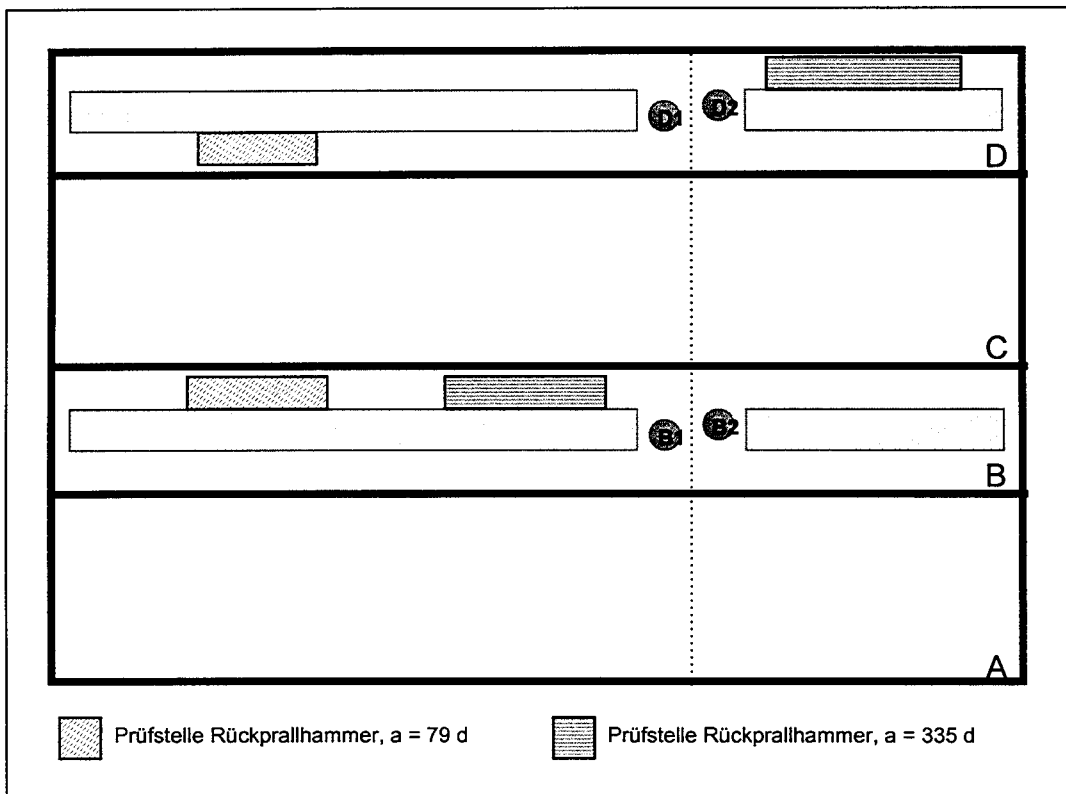 D1 D2
D
C
B1 B2
B
A
Prüfstelle Rückprallhammer, a = 79 d Prüfstelle Rückprallhammer, a = 335 d